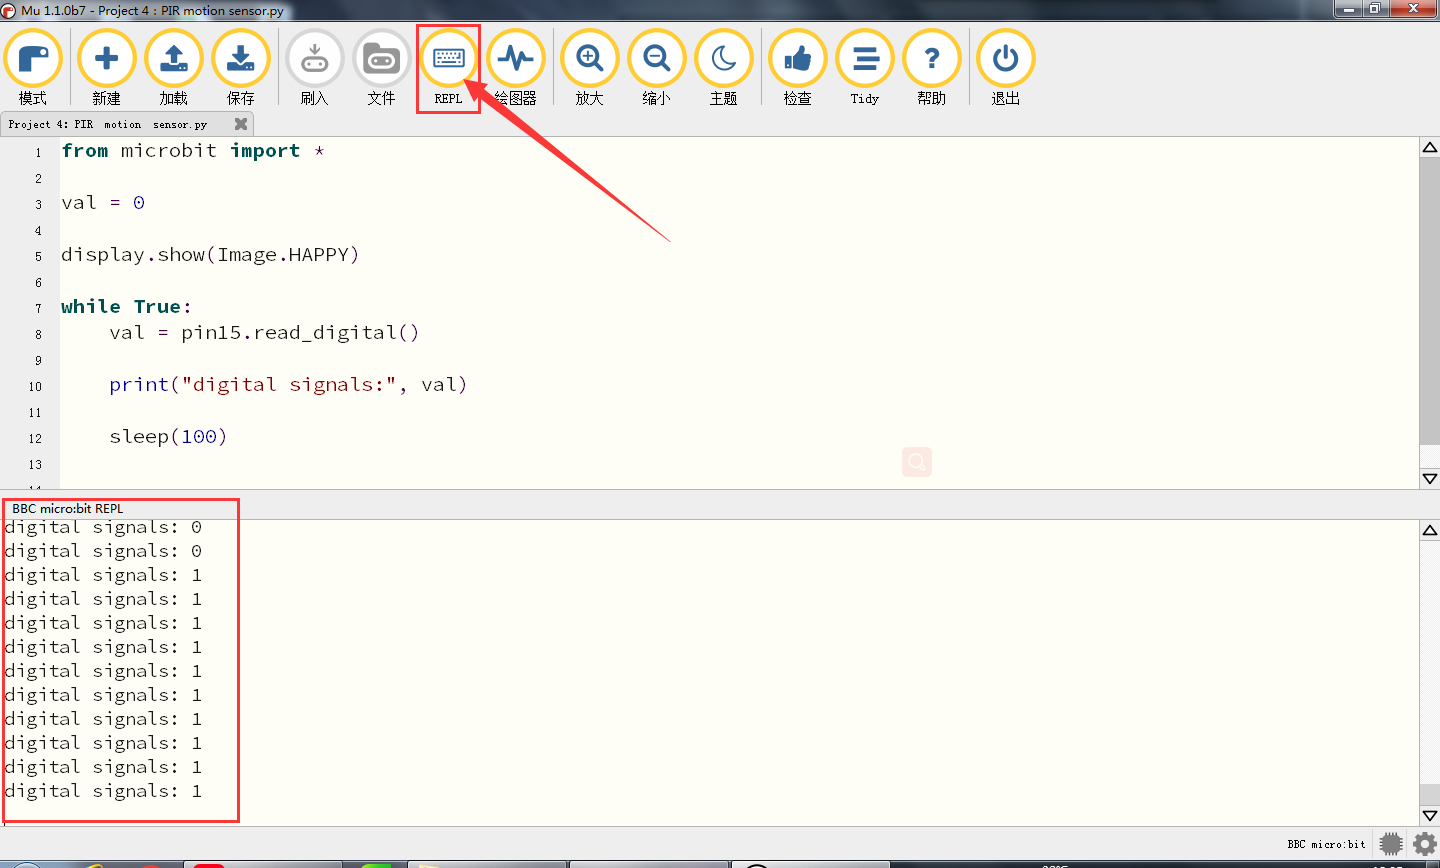 Mu 1.1.0b7 - Project 4 : PIR motion sensor.py
模式 新建 加载 保存 刷入 文件 REPL 绘图器 放大 缩小 主题 检查 Tidy 帮助 退出
Project 4: PIR motion sensor.py
1 from microbit import *
2
3 val = 0
4
5 display.show(Image.HAPPY)
6
7 while True:
8 val = pin15.read_digital()
9
10 print("digital signals:", val)
11
12 sleep(100)
13
BBC micro:bit REPL
digital signals: 0
digital signals: 0
digital signals: 1
digital signals: 1
digital signals: 1
digital signals: 1
digital signals: 1
digital signals: 1
digital signals: 1
digital signals: 1
digital signals: 1
digital signals: 1
BBC micro:bit